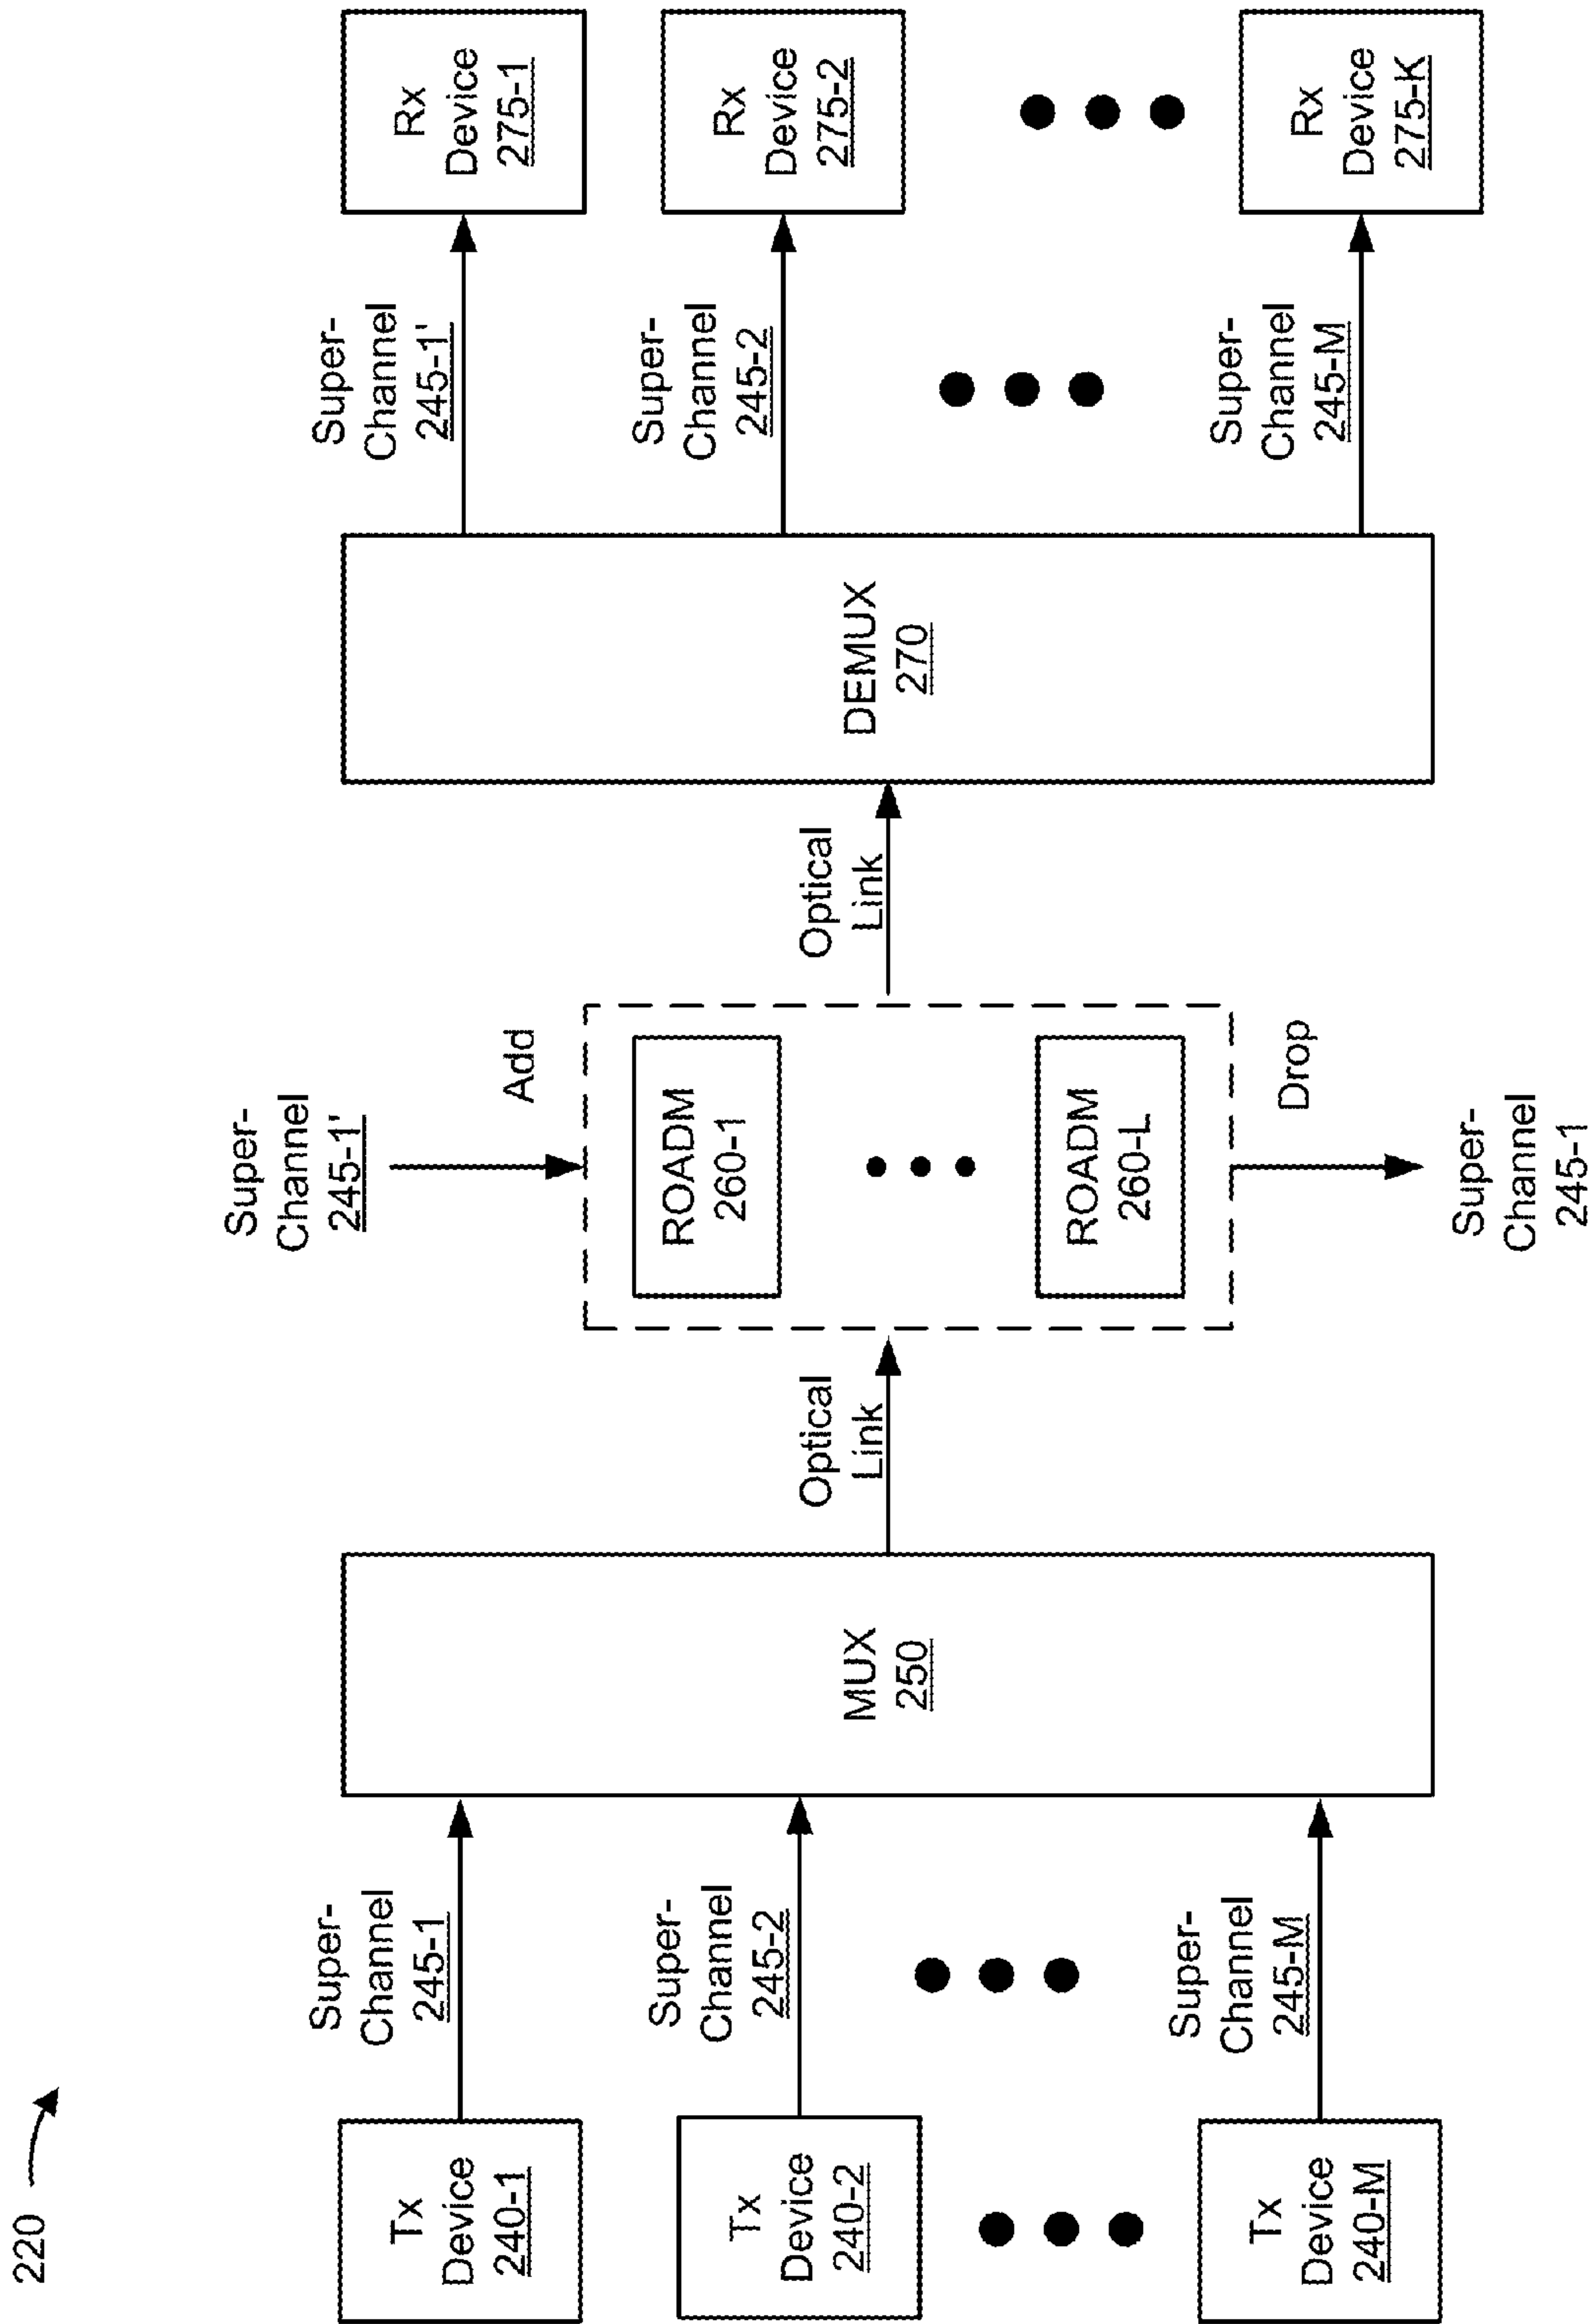 220
Tx
Device
240-1
Tx
Device
240-2
Tx
Device
240-M
Super-
Channel
245-1
Super-
Channel
245-2
Super-
Channel
245-M
MUX
250
Optical
Link
Super-
Channel
245-1'
Add
ROADM
260-1
ROADM
260-L
Drop
Super-
Channel
245-1
Optical
Link
DEMUX
270
Super-
Channel
245-1'
Super-
Channel
245-2
Super-
Channel
245-M
Rx
Device
275-1
Rx
Device
275-2
Rx
Device
275-K